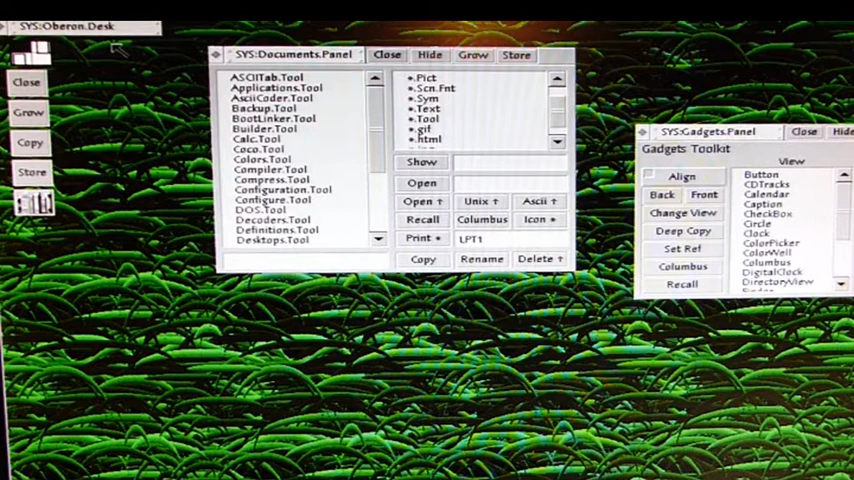 SYS:Oberon.Desk
Close
Grow
Copy
Store
SYS:Documents.Panel
Close
Hide
Grow
Store
ASCIITab.Tool
Applications.Tool
AsciiCoder.Tool
Backup.Tool
BootLinker.Tool
Builder.Tool
Calc.Tool
Coco.Tool
Colors.Tool
Compiler.Tool
Compress.Tool
Configuration.Tool
Configure.Tool
DOS.Tool
Decoders.Tool
Definitions.Tool
Desktops.Tool
*.Pict
*.Scn.Fnt
*.Sym
*.Text
*.Tool
*.gif
*.html
Show
Open
Open ↑ Unix ↑ Ascii ↑
Recall Columbus Icon *
Print * LPT1
Copy Rename Delete ↑
SYS:Gadgets.Panel
Close
Hide
Gadgets Toolkit
View
Align
Back Front
Change View
Deep Copy
Set Ref
Columbus
Recall
Button
CDTracks
Calendar
Caption
CheckBox
Circle
Clock
ColorPicker
ColorWell
Columbus
DigitalClock
DirectoryView